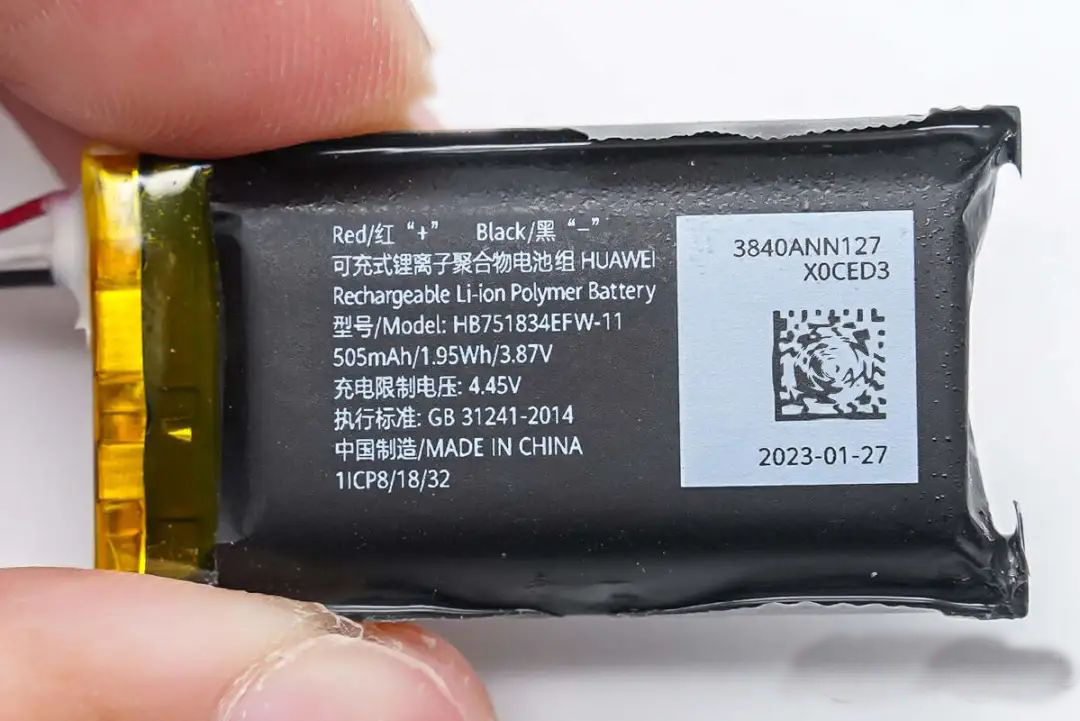 Red/红“+” Black/黑“-”
可充式锂离子聚合物电池组 HUAWEI
Rechargeable Li-ion Polymer Battery
型号/Model: HB751834EFW-11
505mAh/1.95Wh/3.87V
充电限制电压: 4.45V
执行标准: GB 31241-2014
中国制造/MADE IN CHINA
1ICP8/18/32
3840ANN127
X0CED3
2023-01-27